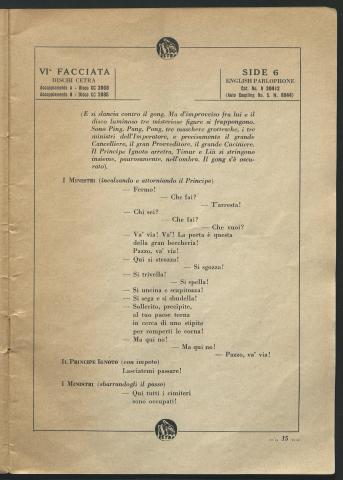 CETRA
VIª FACCIATA
DISCHI CETRA
Accoppiamento A - Disco CC 2068
Accoppiamento B - Disco CC 2085
SIDE 6
ENGLISH PARLOPHONE
Cat. No. R 20412
(Auto Coupling No. S. W. 8044)
(E si slancia contro il gong. Ma d'improvviso fra lui e il
disco luminoso tre misteriose figure si frappongono.
Sono Ping, Pang, Pong, tre maschere grottesche, i tre
ministri dell'Imperatore, e precisamente il grande
Cancelliere, il gran Provveditore, il grande Cuciniere.
Il Principe Ignoto arretra, Timur e Liù si stringono
insieme, paurosamente, nell'ombra. Il gong s'è oscu-
rato).
I MINISTRI (incalzando e attorniando il Principe)
— Fermo!
— Che fai?
— T'arresta!
— Chi sei?
— Che fai?
— Che vuoi?
— Va' via! Va'! La porta è questa
della gran beccheria!
Pazzo, va' via!
— Qui si strozza!
— Si sgozza!
— Si trivella!
— Si spella!
— Si uncina e scapitozza!
— Si sega e si sbudella!
— Sollecito, precipite,
al tuo paese torna
in cerca di uno stipite
per romperti le corna!
— Ma qui no!
— Ma qui no!
— Pazzo, va' via!
IL PRINCIPE IGNOTO (con impeto)
Lasciatemi passare!
I MINISTRI (sbarrandogli il passo)
— Qui tutti i cimiteri
sono occupati!
CETRA
15